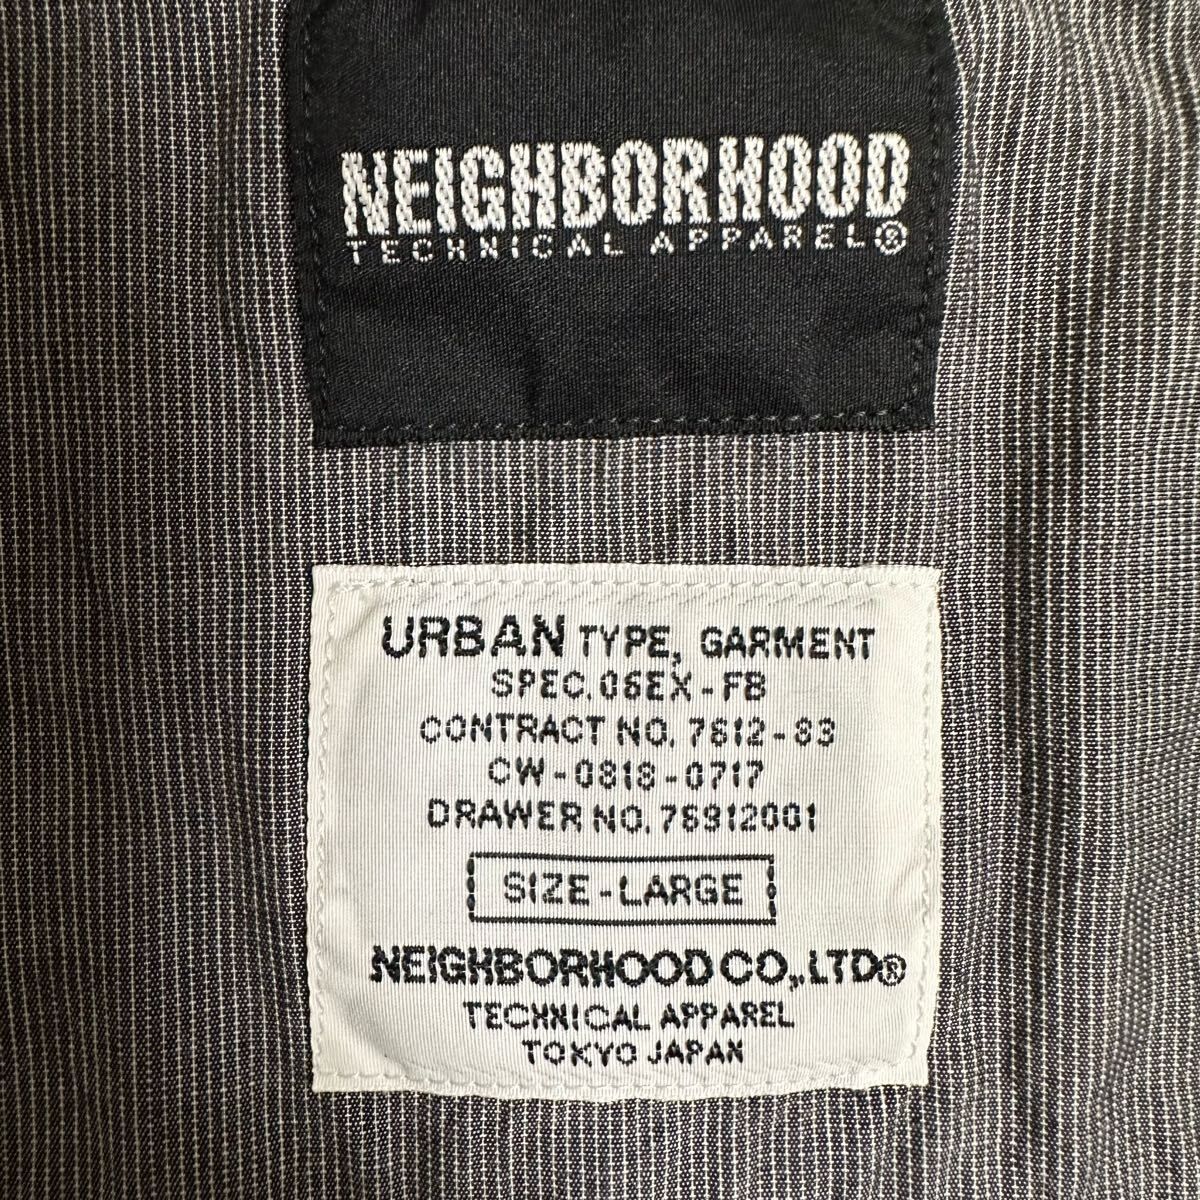 NEIGHBORHOOD
TECHNICAL APPAREL®
URBAN TYPE, GARMENT
SPEC. 06EX-FB
CONTRACT NO. 7612-83
CW-0818-0717
DRAWER NO. 76912001
SIZE-LARGE
NEIGHBORHOOD CO,.LTD®
TECHNICAL APPAREL
TOKYO JAPAN